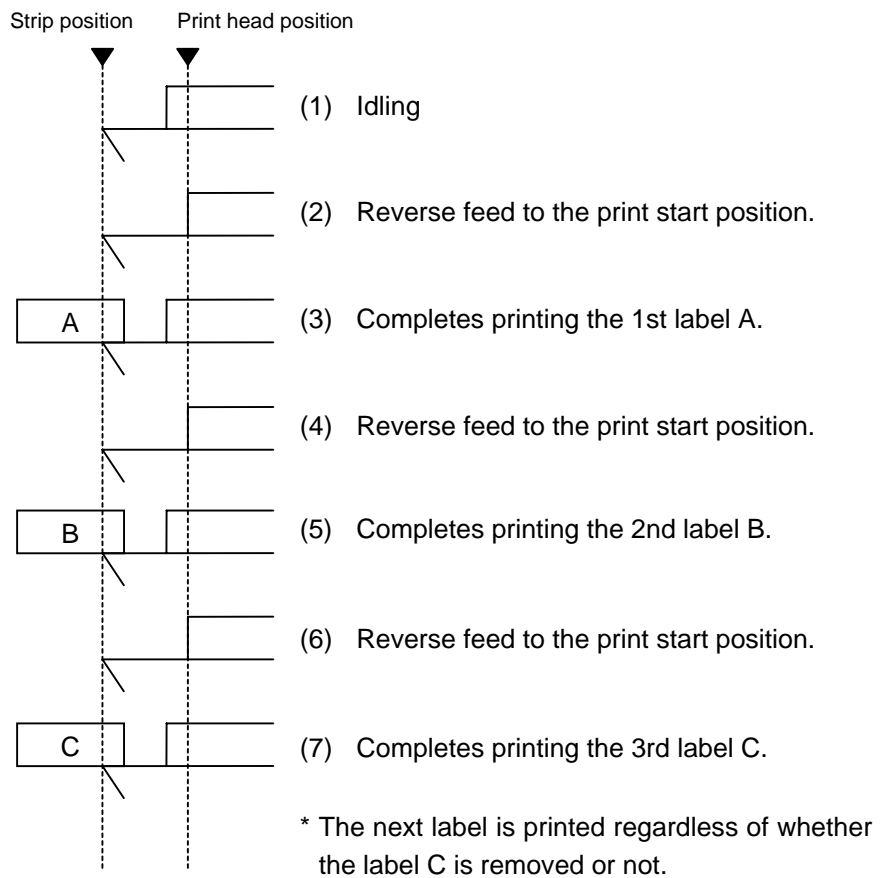 Strip position Print head position
(1) Idling
(2) Reverse feed to the print start position.
A (3) Completes printing the 1st label A.
(4) Reverse feed to the print start position.
B (5) Completes printing the 2nd label B.
(6) Reverse feed to the print start position.
C (7) Completes printing the 3rd label C.
* The next label is printed regardless of whether
the label C is removed or not.